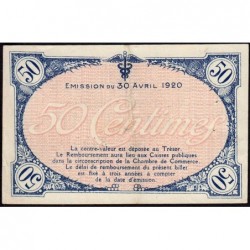 50
50
EMISSION DU 30 AVRIL 1920
50 Centimes
La contre-valeur est déposée au Trésor.
Le Remboursement aura lieu aux Caisses publiques
dans la circonscription de la Chambre de Commerce.
Le délai de remboursement du présent billet
est fixé à trois années à compter
de la date d'émission.
50
50